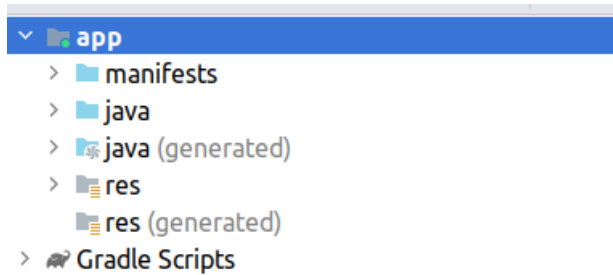 app
manifests
java
java (generated)
res
res (generated)
Gradle Scripts